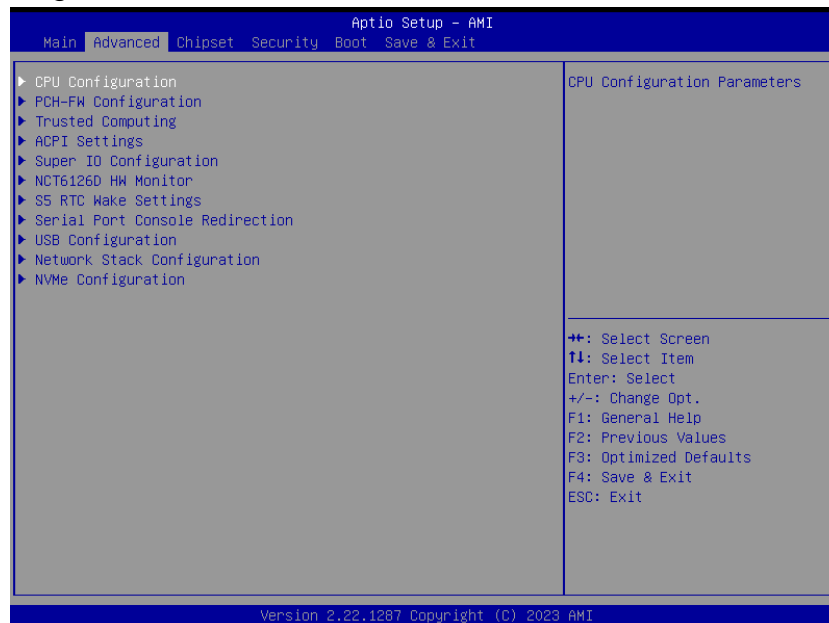 Aptio Setup – AMI
Main Advanced Chipset Security Boot Save & Exit
▶ CPU Configuration
▶ PCH-FW Configuration
▶ Trusted Computing
▶ ACPI Settings
▶ Super IO Configuration
▶ NCT6126D HW Monitor
▶ S5 RTC Wake Settings
▶ Serial Port Console Redirection
▶ USB Configuration
▶ Network Stack Configuration
▶ NVMe Configuration
CPU Configuration Parameters
→←: Select Screen
↑↓: Select Item
Enter: Select
+/-: Change Opt.
F1: General Help
F2: Previous Values
F3: Optimized Defaults
F4: Save & Exit
ESC: Exit
Version 2.22.1287 Copyright (C) 2023 AMI